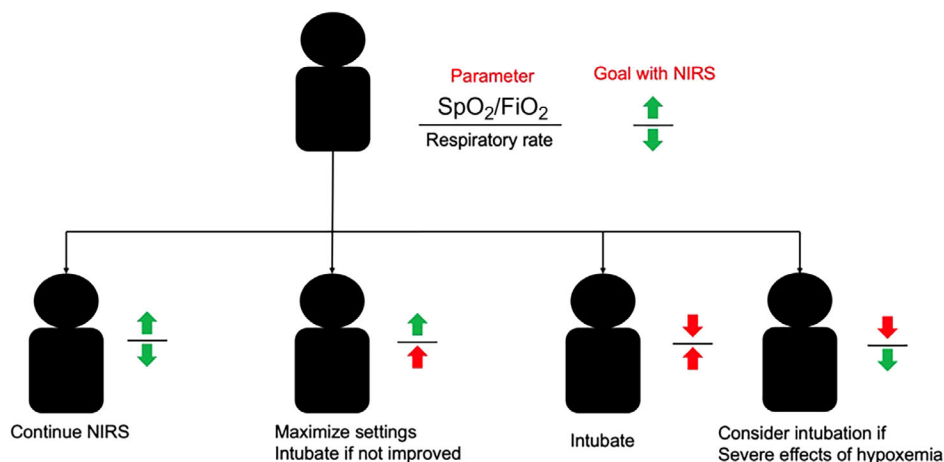 Parameter
Goal with NIRS
SpO₂/FiO₂
Respiratory rate
Continue NIRS
Maximize settings
Intubate if not improved
Intubate
Consider intubation if
Severe effects of hypoxemia